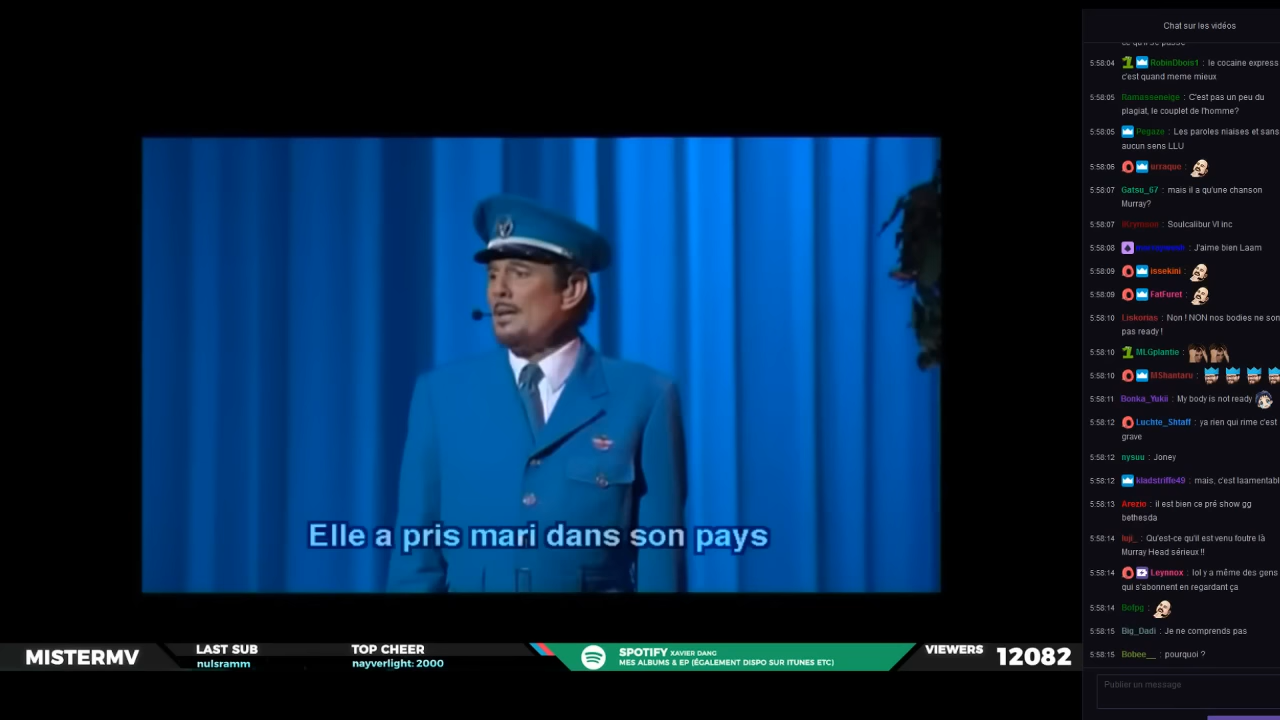 Chat sur les vidéos
ce qu'il se passe
5:58:04 RobinDbois1 : le cocaine express
c'est quand meme mieux
5:58:05 Ramasseneige : C'est pas un peu du
plagiat, le couplet de l'homme?
5:58:05 Pegaze : Les paroles niaises et sans
aucun sens LLU
5:58:06 urraque :
5:58:07 Gatsu_67 : mais il a qu'une chanson
Murray?
5:58:07 : Soulcalibur VI inc
5:58:08 : J'aime bien Laam
5:58:09 issekini :
5:58:09 FatFuret :
5:58:10 Liskorias : Non ! NON nos bodies ne son
pas ready !
5:58:10 MLGplantie :
5:58:10 MShantaru :
5:58:11 Bonka_Yukii : My body is not ready
5:58:12 Luchte_Shtaff : ya rien qui rime c'est
grave
5:58:12 nysuu : Joney
5:58:12 kladstriffe49 : mais, c'est laamentabl
5:58:13 Arezie : il est bien ce pré show gg
bethesda
5:58:14 luji_ : Qu'est-ce qu'il est venu foutre là
Murray Head sérieux !!
5:58:14 Leynnox : lol y a même des gens
qui s'abonnent en regardant ça
5:58:14 Bofpg :
5:58:15 Big_Dadi : Je ne comprends pas
5:58:15 Bobee__ : pourquoi ?
Publier un message
Elle a pris mari dans son pays
MISTERMV
LAST SUB
nulsramm
TOP CHEER
nayverlight: 2000
SPOTIFY XAVIER DANG
MES ALBUMS & EP (ÉGALEMENT DISPO SUR ITUNES ETC)
VIEWERS
12082